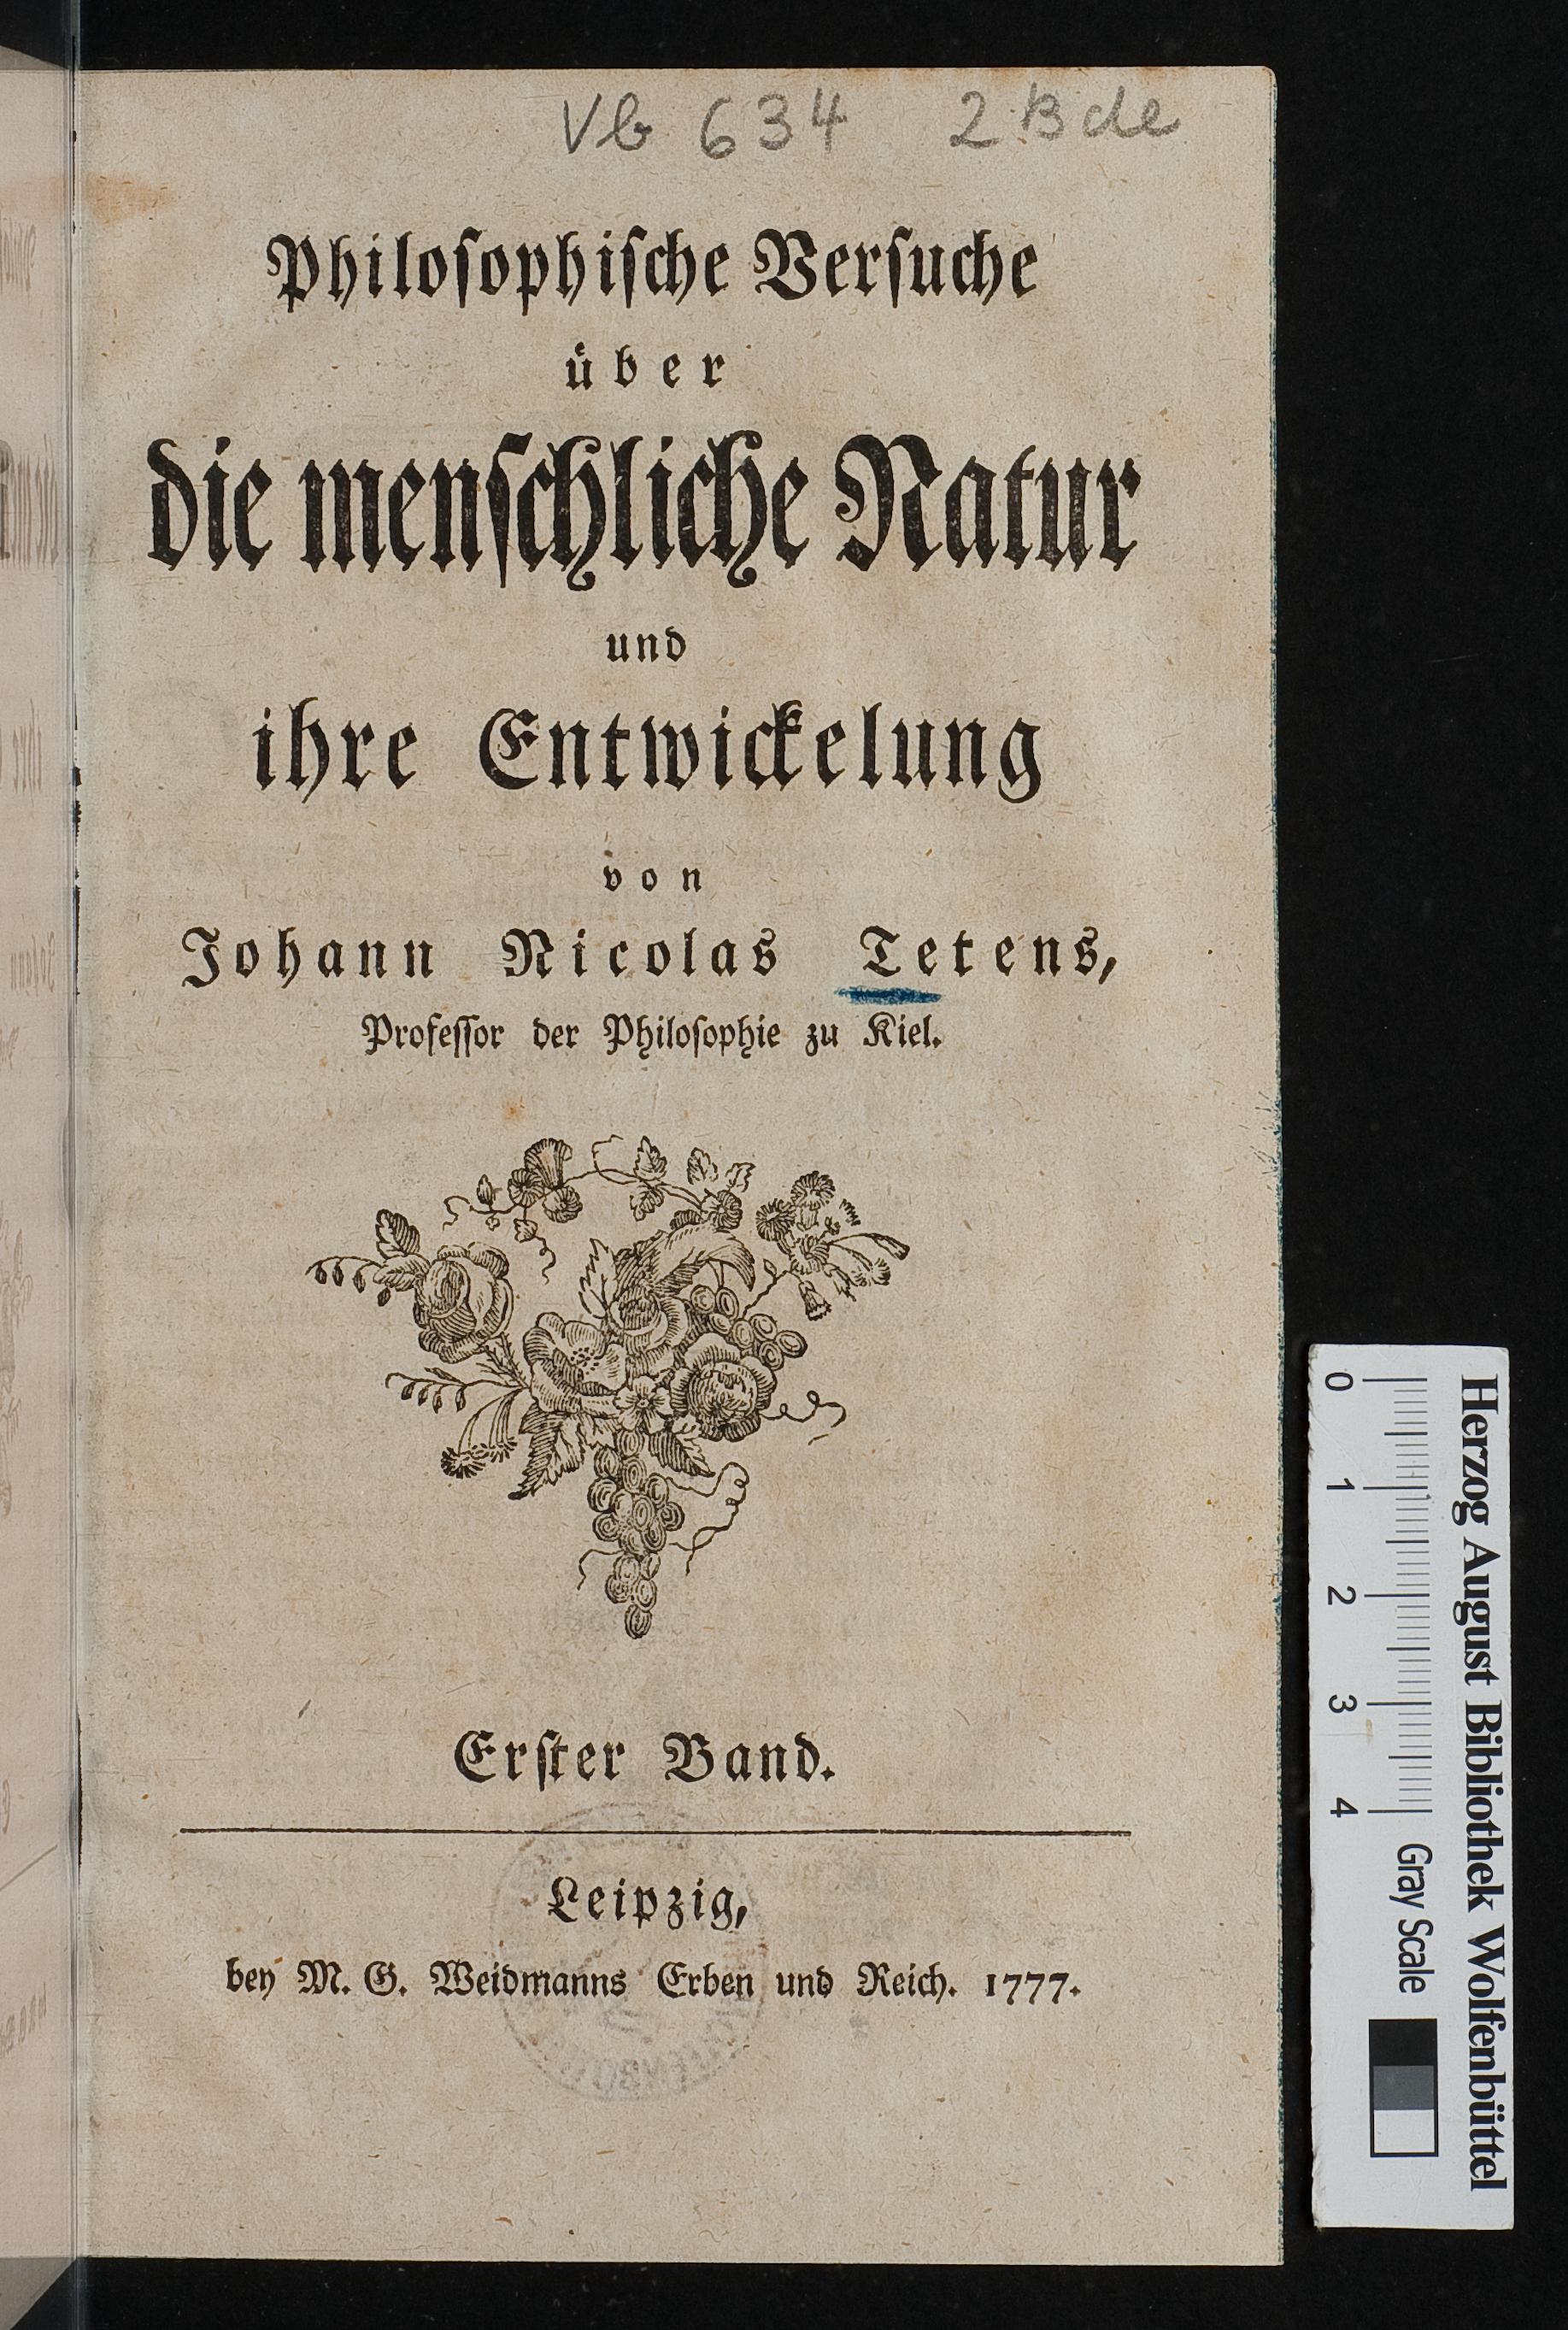 Vb 634 2 Bde
Philoſophiſche Verſuche
über
die menſchliche Natur
und
ihre Entwickelung
von
Johann Nicolas Tetens,
Profeſſor der Philoſophie zu Kiel.
Erſter Band.
Leipzig,
bey M. G. Weidmanns Erben und Reich. 1777.
Herzog August Bibliothek Wolfenbüttel
0 1 2 3 4 Gray Scale